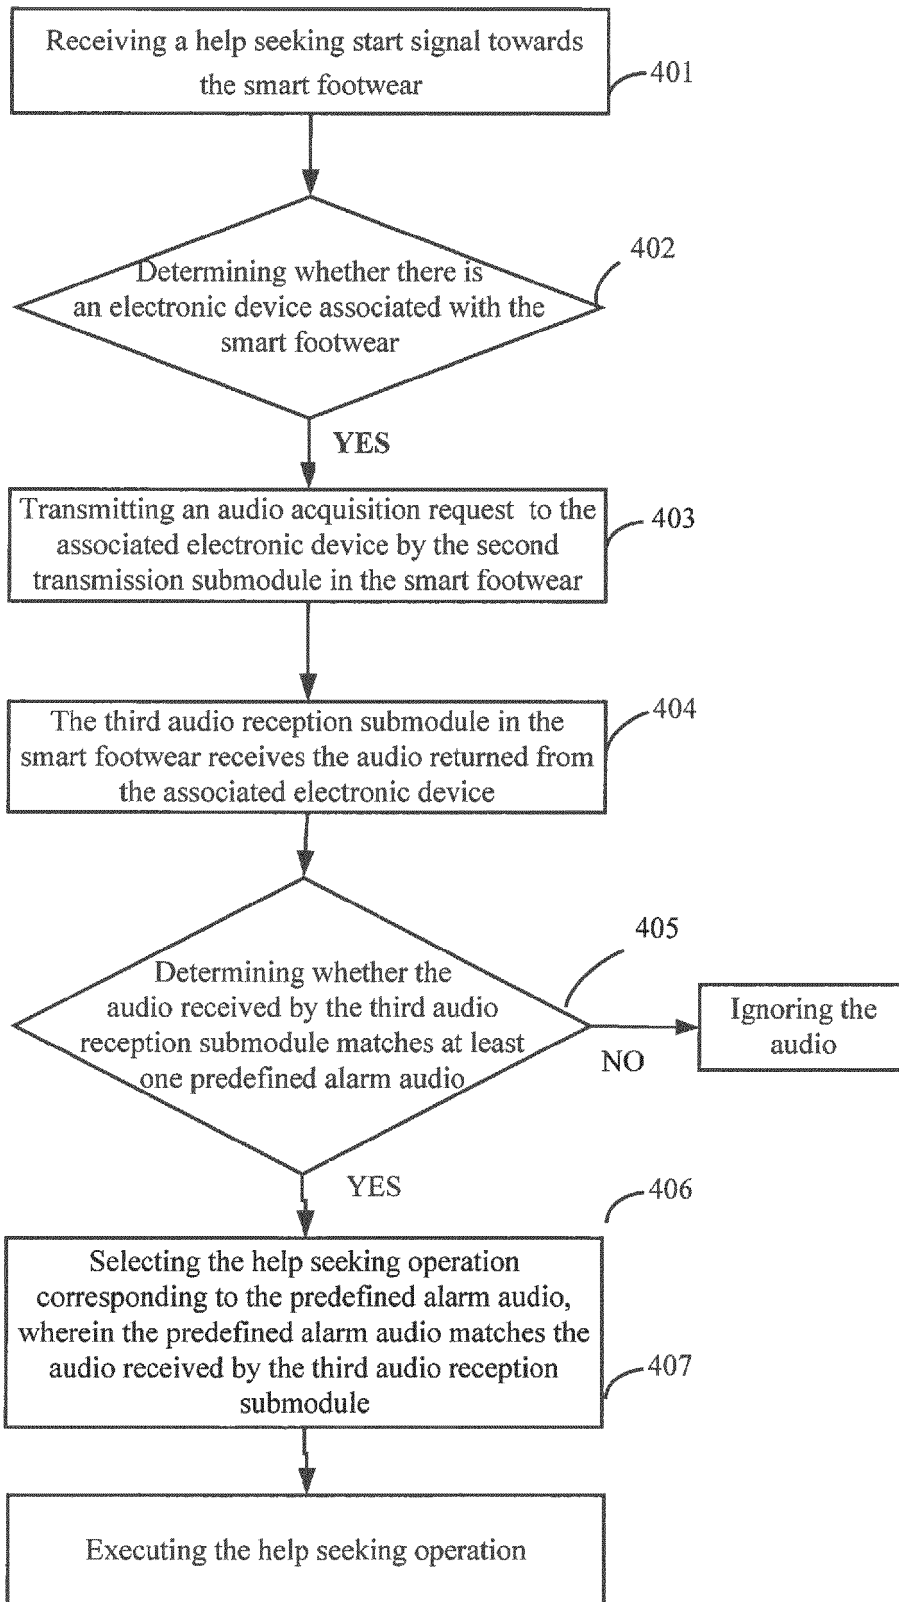 Receiving a help seeking start signal towards
the smart footwear
401
402
Determining whether there is
an electronic device associated with the
smart footwear
YES
Transmitting an audio acquisition request to the
associated electronic device by the second
transmission submodule in the smart footwear
403
The third audio reception submodule in the
smart footwear receives the audio returned from
the associated electronic device
404
405
Determining whether the
audio received by the third audio
reception submodule matches at least
one predefined alarm audio
NO
Ignoring the
audio
YES
406
Selecting the help seeking operation
corresponding to the predefined alarm audio,
wherein the predefined alarm audio matches the
audio received by the third audio reception
submodule
407
Executing the help seeking operation